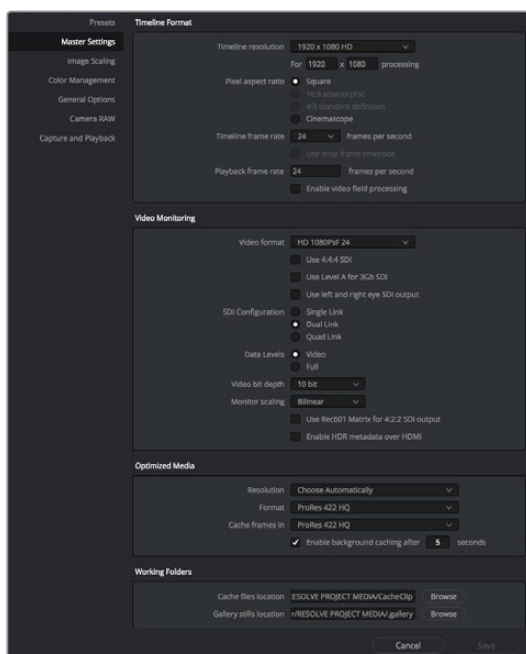 Presets
Master Settings
Image Scaling
Color Management
General Options
Camera RAW
Capture and Playback
Timeline Format
Timeline resolution 1920 x 1080 HD
For 1920 x 1080 processing
Pixel aspect ratio Square
16:9 anamorphic
4:3 standard definition
Cinemascope
Timeline frame rate 24 frames per second
Use drop frame timecode
Playback frame rate 24 frames per second
Enable video field processing
Video Monitoring
Video format HD 1080PsF 24
Use 4:4:4 SDI
Use Level A for 3Gb SDI
Use left and right eye SDI output
SDI Configuration Single Link
Dual Link
Quad Link
Data Levels Video
Full
Video bit depth 10 bit
Monitor scaling Bilinear
Use Rec601 Matrix for 4:2:2 SDI output
Enable HDR metadata over HDMI
Optimized Media
Resolution Choose Automatically
Format ProRes 422 HQ
Cache frames in ProRes 422 HQ
Enable background caching after 5 seconds
Working Folders
Cache files location ESOLVE PROJECT MEDIA/CacheClip Browse
Gallery stills location r/RESOLVE PROJECT MEDIA/.gallery Browse
Cancel Save